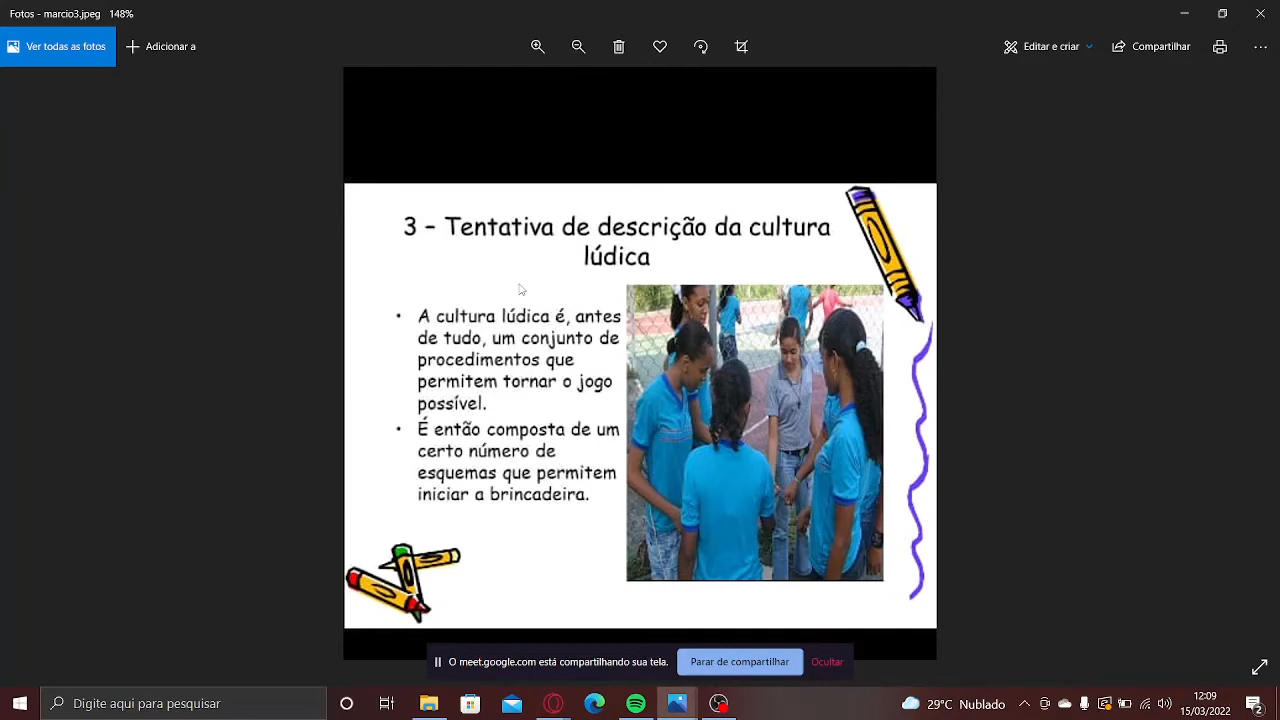 Fotos - marcio3.jpeg 148%
Ver todas as fotos
Adicionar a
Editar e criar
Compartilhar
3 - Tentativa de descrição da cultura
lúdica
• A cultura lúdica é, antes
de tudo, um conjunto de
procedimentos que
permitem tornar o jogo
possível.
• É então composta de um
certo número de
esquemas que permitem
iniciar a brincadeira.
O meet.google.com está compartilhando sua tela.
Parar de compartilhar
Ocultar
Digite aqui para pesquisar
29°C Nublado
12:09
15/03/2022
2